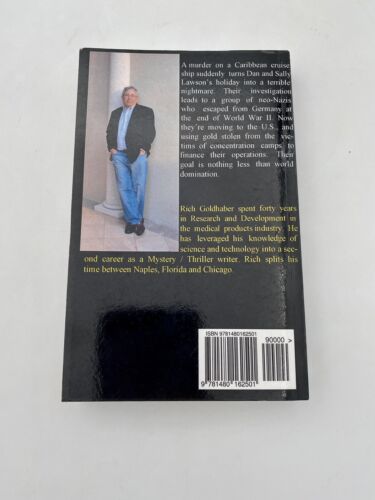 A murder on a Caribbean cruise
ship suddenly turns Dan and Sally
Lawson's holiday into a terrible
nightmare. Their investigation
leads to a group of neo-Nazis
who escaped from Germany at
the end of World War II. Now
they're moving to the U.S., and
using gold stolen from the vic-
tims of concentration camps to
finance their operations. Their
goal is nothing less than world
domination.
Rich Goldhaber spent forty years
in Research and Development in
the medical products industry. He
has leveraged his knowledge of
science and technology into a sec-
ond career as a Mystery / Thriller writer. Rich splits his
time between Naples, Florida and Chicago.
ISBN 9781480162501
90000 >
9 781480 162501